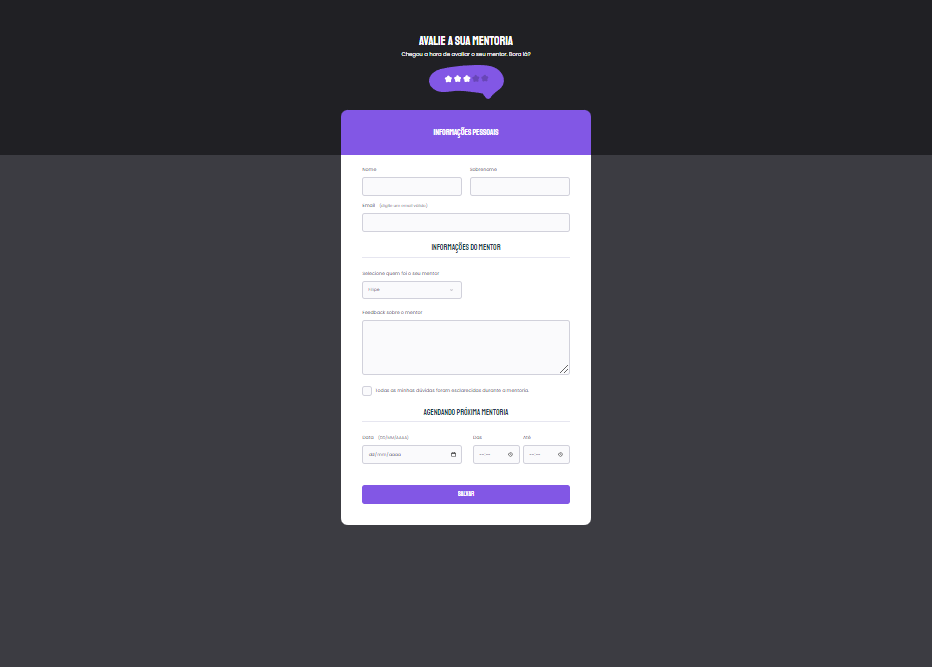 AVALIE A SUA MENTORIA
Chegou a hora de avaliar o seu mentor. Bora lá?
INFORMAÇÕES PESSOAIS
Nome
Sobrenome
Email (digite um email válido)
INFORMAÇÕES DO MENTOR
Selecione quem foi o seu mentor
Feedback sobre o mentor
Todas as minhas dúvidas foram esclarecidas durante a mentoria.
AGENDANDO PRÓXIMA MENTORIA
Data (DD/MM/AAAA)
Das
Até
dd/mm/aaaa
--:--
--:--
SALVAR